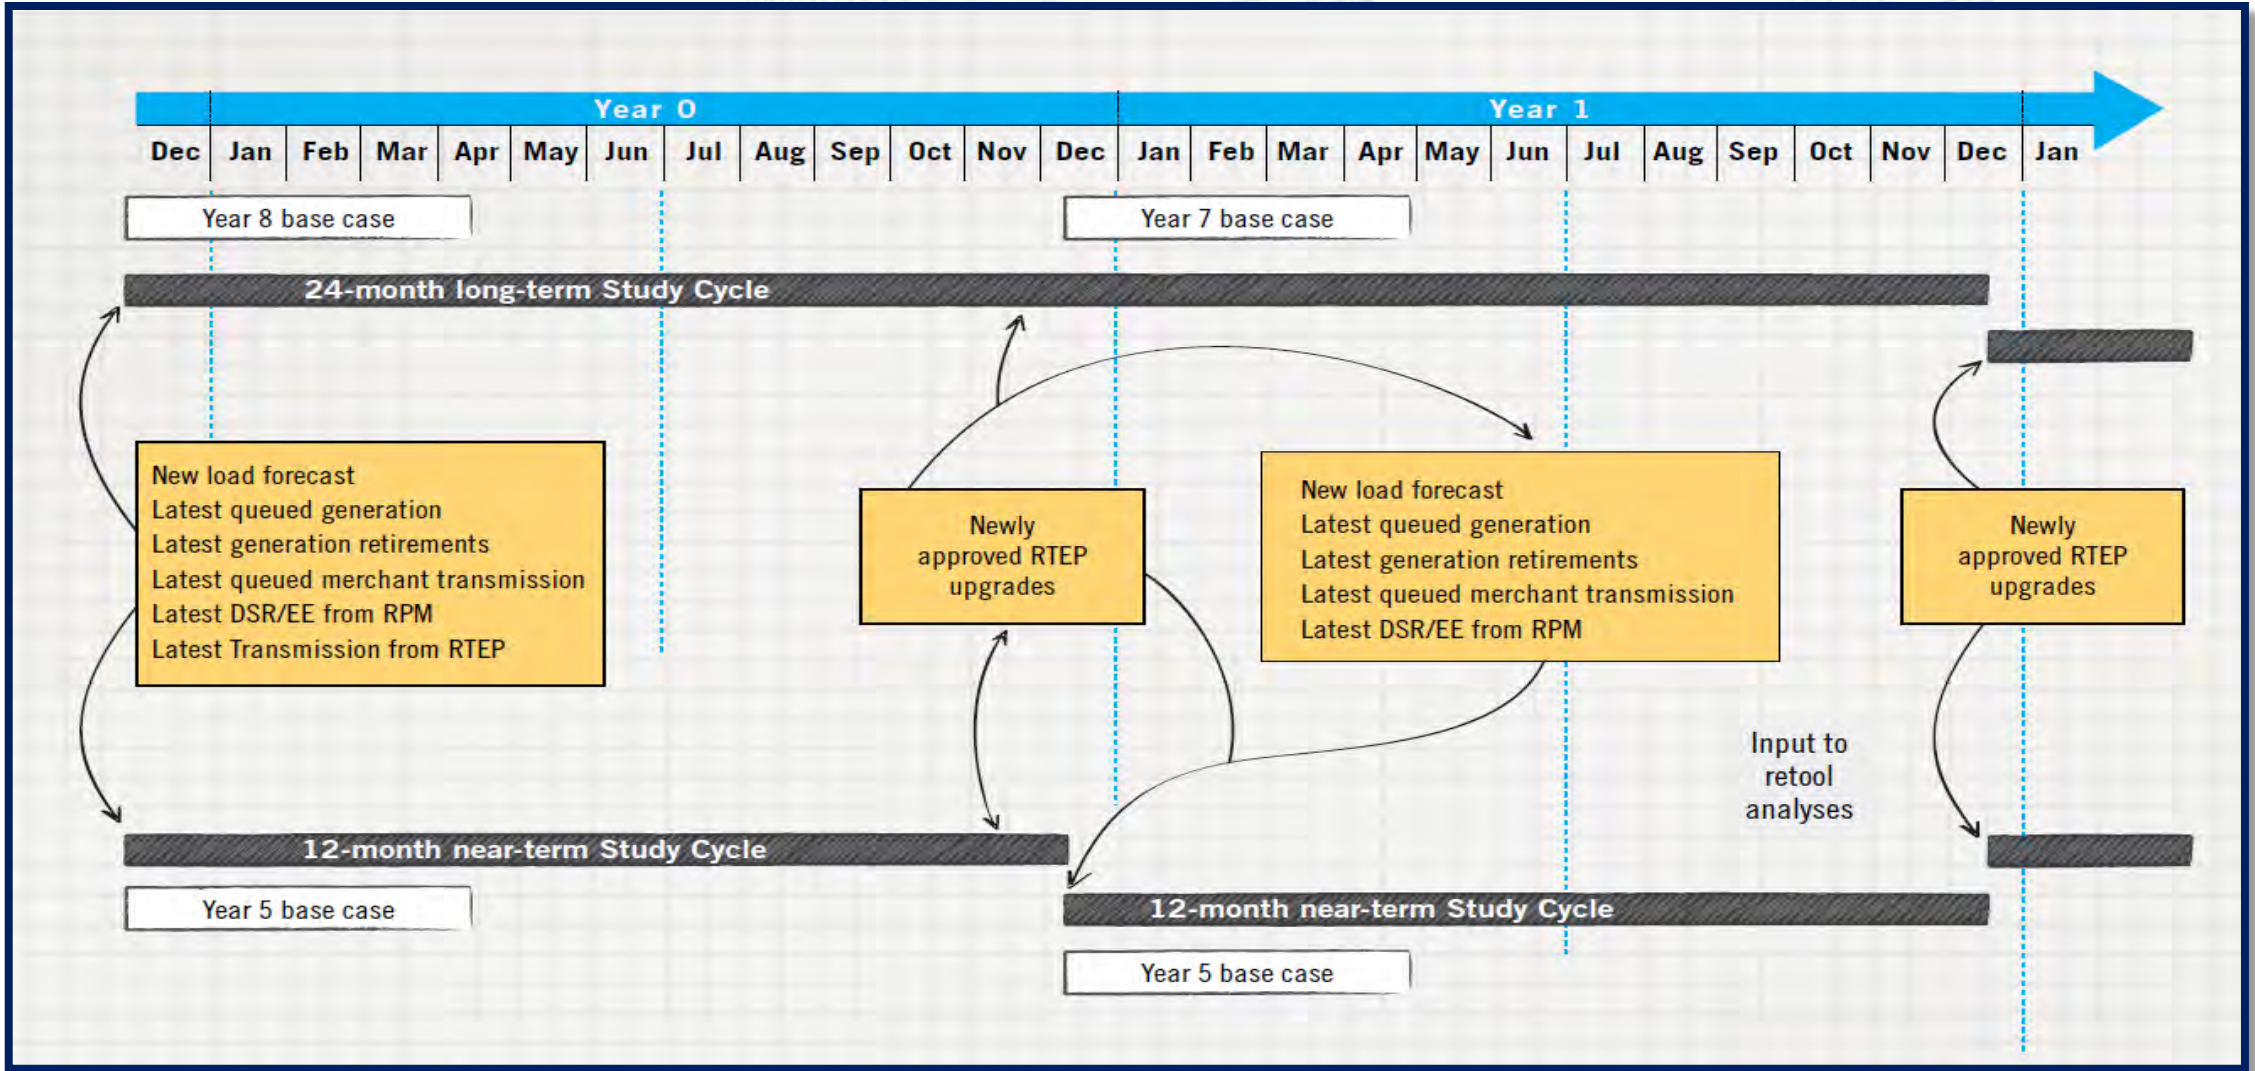 Year 0
Year 1
Dec Jan Feb Mar Apr May Jun Jul Aug Sep Oct Nov Dec Jan Feb Mar Apr May Jun Jul Aug Sep Oct Nov Dec Jan
Year 8 base case
Year 7 base case
24-month long-term Study Cycle
New load forecast
Latest queued generation
Latest generation retirements
Latest queued merchant transmission
Latest DSR/EE from RPM
Latest Transmission from RTEP
Newly
approved RTEP
upgrades
New load forecast
Latest queued generation
Latest generation retirements
Latest queued merchant transmission
Latest DSR/EE from RPM
Newly
approved RTEP
upgrades
Input to
retool
analyses
12-month near-term Study Cycle
Year 5 base case
12-month near-term Study Cycle
Year 5 base case